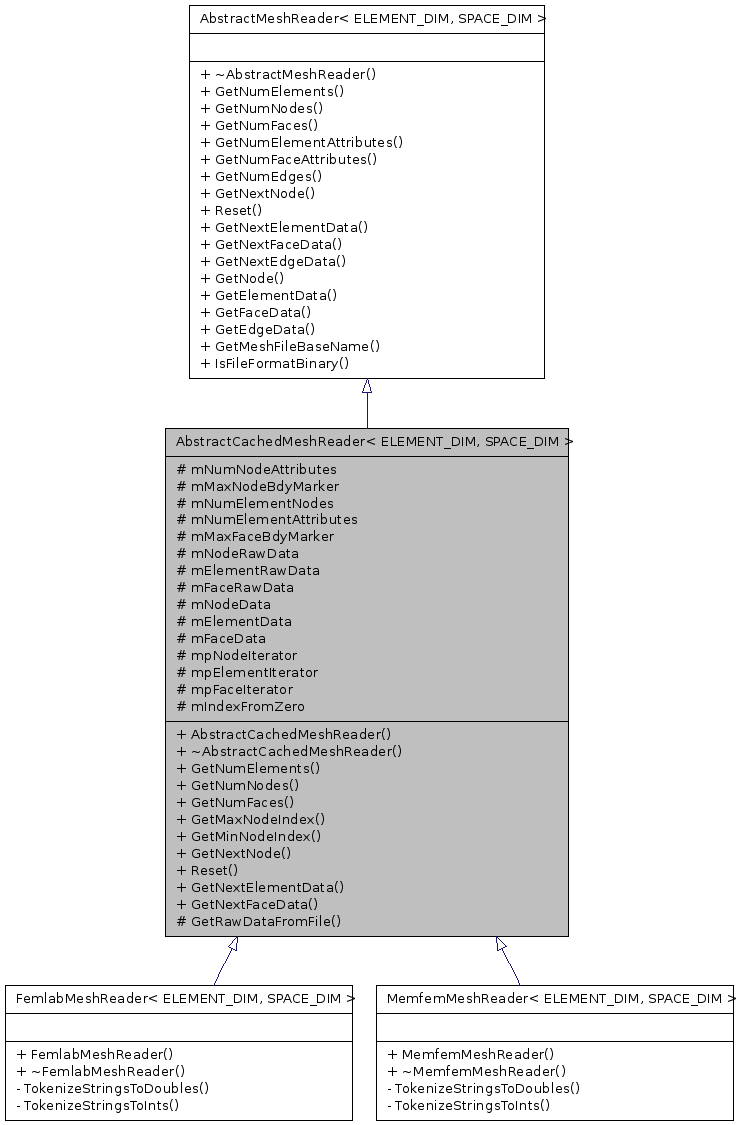 AbstractMeshReader< ELEMENT_DIM, SPACE_DIM >
+ ~AbstractMeshReader()
+ GetNumElements()
+ GetNumNodes()
+ GetNumFaces()
+ GetNumElementAttributes()
+ GetNumFaceAttributes()
+ GetNumEdges()
+ GetNextNode()
+ Reset()
+ GetNextElementData()
+ GetNextFaceData()
+ GetNextEdgeData()
+ GetNode()
+ GetElementData()
+ GetFaceData()
+ GetEdgeData()
+ GetMeshFileBaseName()
+ IsFileFormatBinary()
AbstractCachedMeshReader< ELEMENT_DIM, SPACE_DIM >
# mNumNodeAttributes
# mMaxNodeBdyMarker
# mNumElementNodes
# mNumElementAttributes
# mMaxFaceBdyMarker
# mNodeRawData
# mElementRawData
# mFaceRawData
# mNodeData
# mElementData
# mFaceData
# mpNodeIterator
# mpElementIterator
# mpFaceIterator
# mIndexFromZero
+ AbstractCachedMeshReader()
+ ~AbstractCachedMeshReader()
+ GetNumElements()
+ GetNumNodes()
+ GetNumFaces()
+ GetMaxNodeIndex()
+ GetMinNodeIndex()
+ GetNextNode()
+ Reset()
+ GetNextElementData()
+ GetNextFaceData()
# GetRawDataFromFile()
FemlabMeshReader< ELEMENT_DIM, SPACE_DIM >
+ FemlabMeshReader()
+ ~FemlabMeshReader()
- TokenizeStringsToDoubles()
- TokenizeStringsToInts()
MemfemMeshReader< ELEMENT_DIM, SPACE_DIM >
+ MemfemMeshReader()
+ ~MemfemMeshReader()
- TokenizeStringsToDoubles()
- TokenizeStringsToInts()